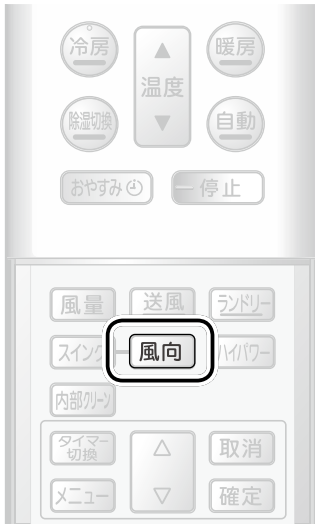 冷房 ▲ 暖房
温度
除湿切換 ▼ 自動
おやすみ 停止
風量 送風 ランドリー
スイング 風向 ハイパワー
内部クリーン
タイマー
切換 △ 取消
メニュー ▽ 確定